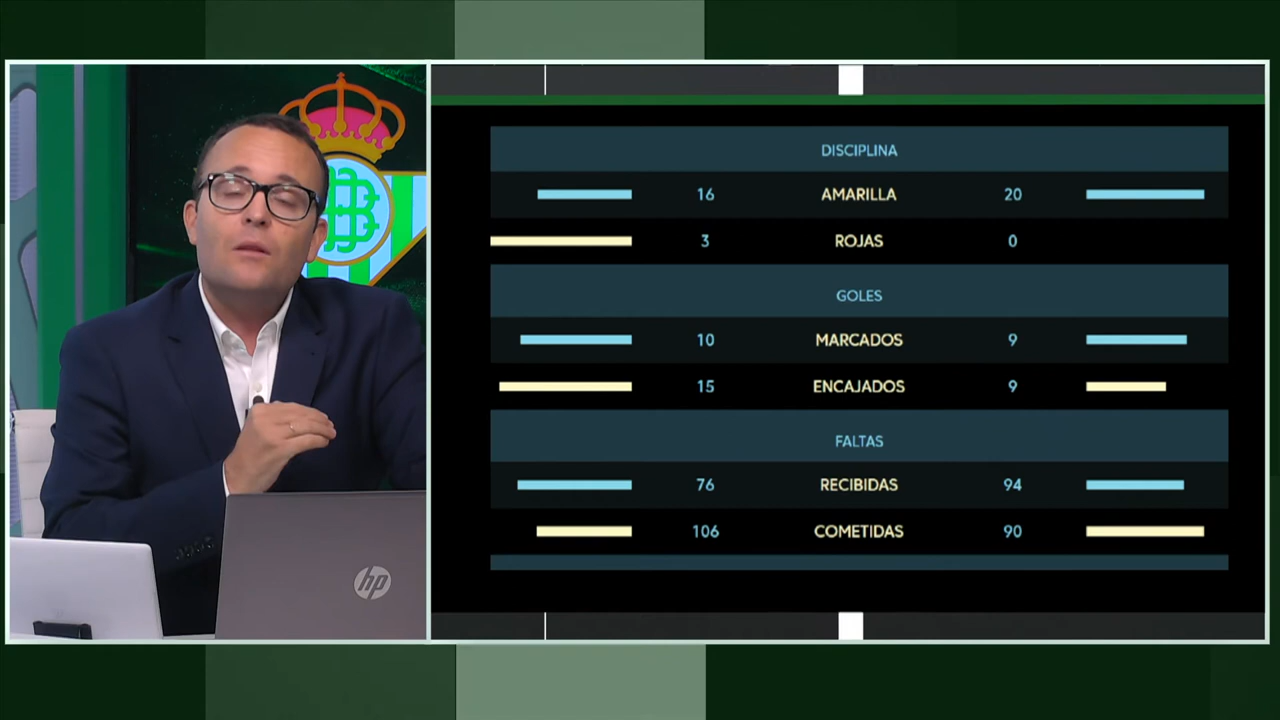 DISCIPLINA
16 AMARILLA 20
3 ROJAS 0
GOLES
10 MARCADOS 9
15 ENCAJADOS 9
FALTAS
76 RECIBIDAS 94
106 COMETIDAS 90
hp